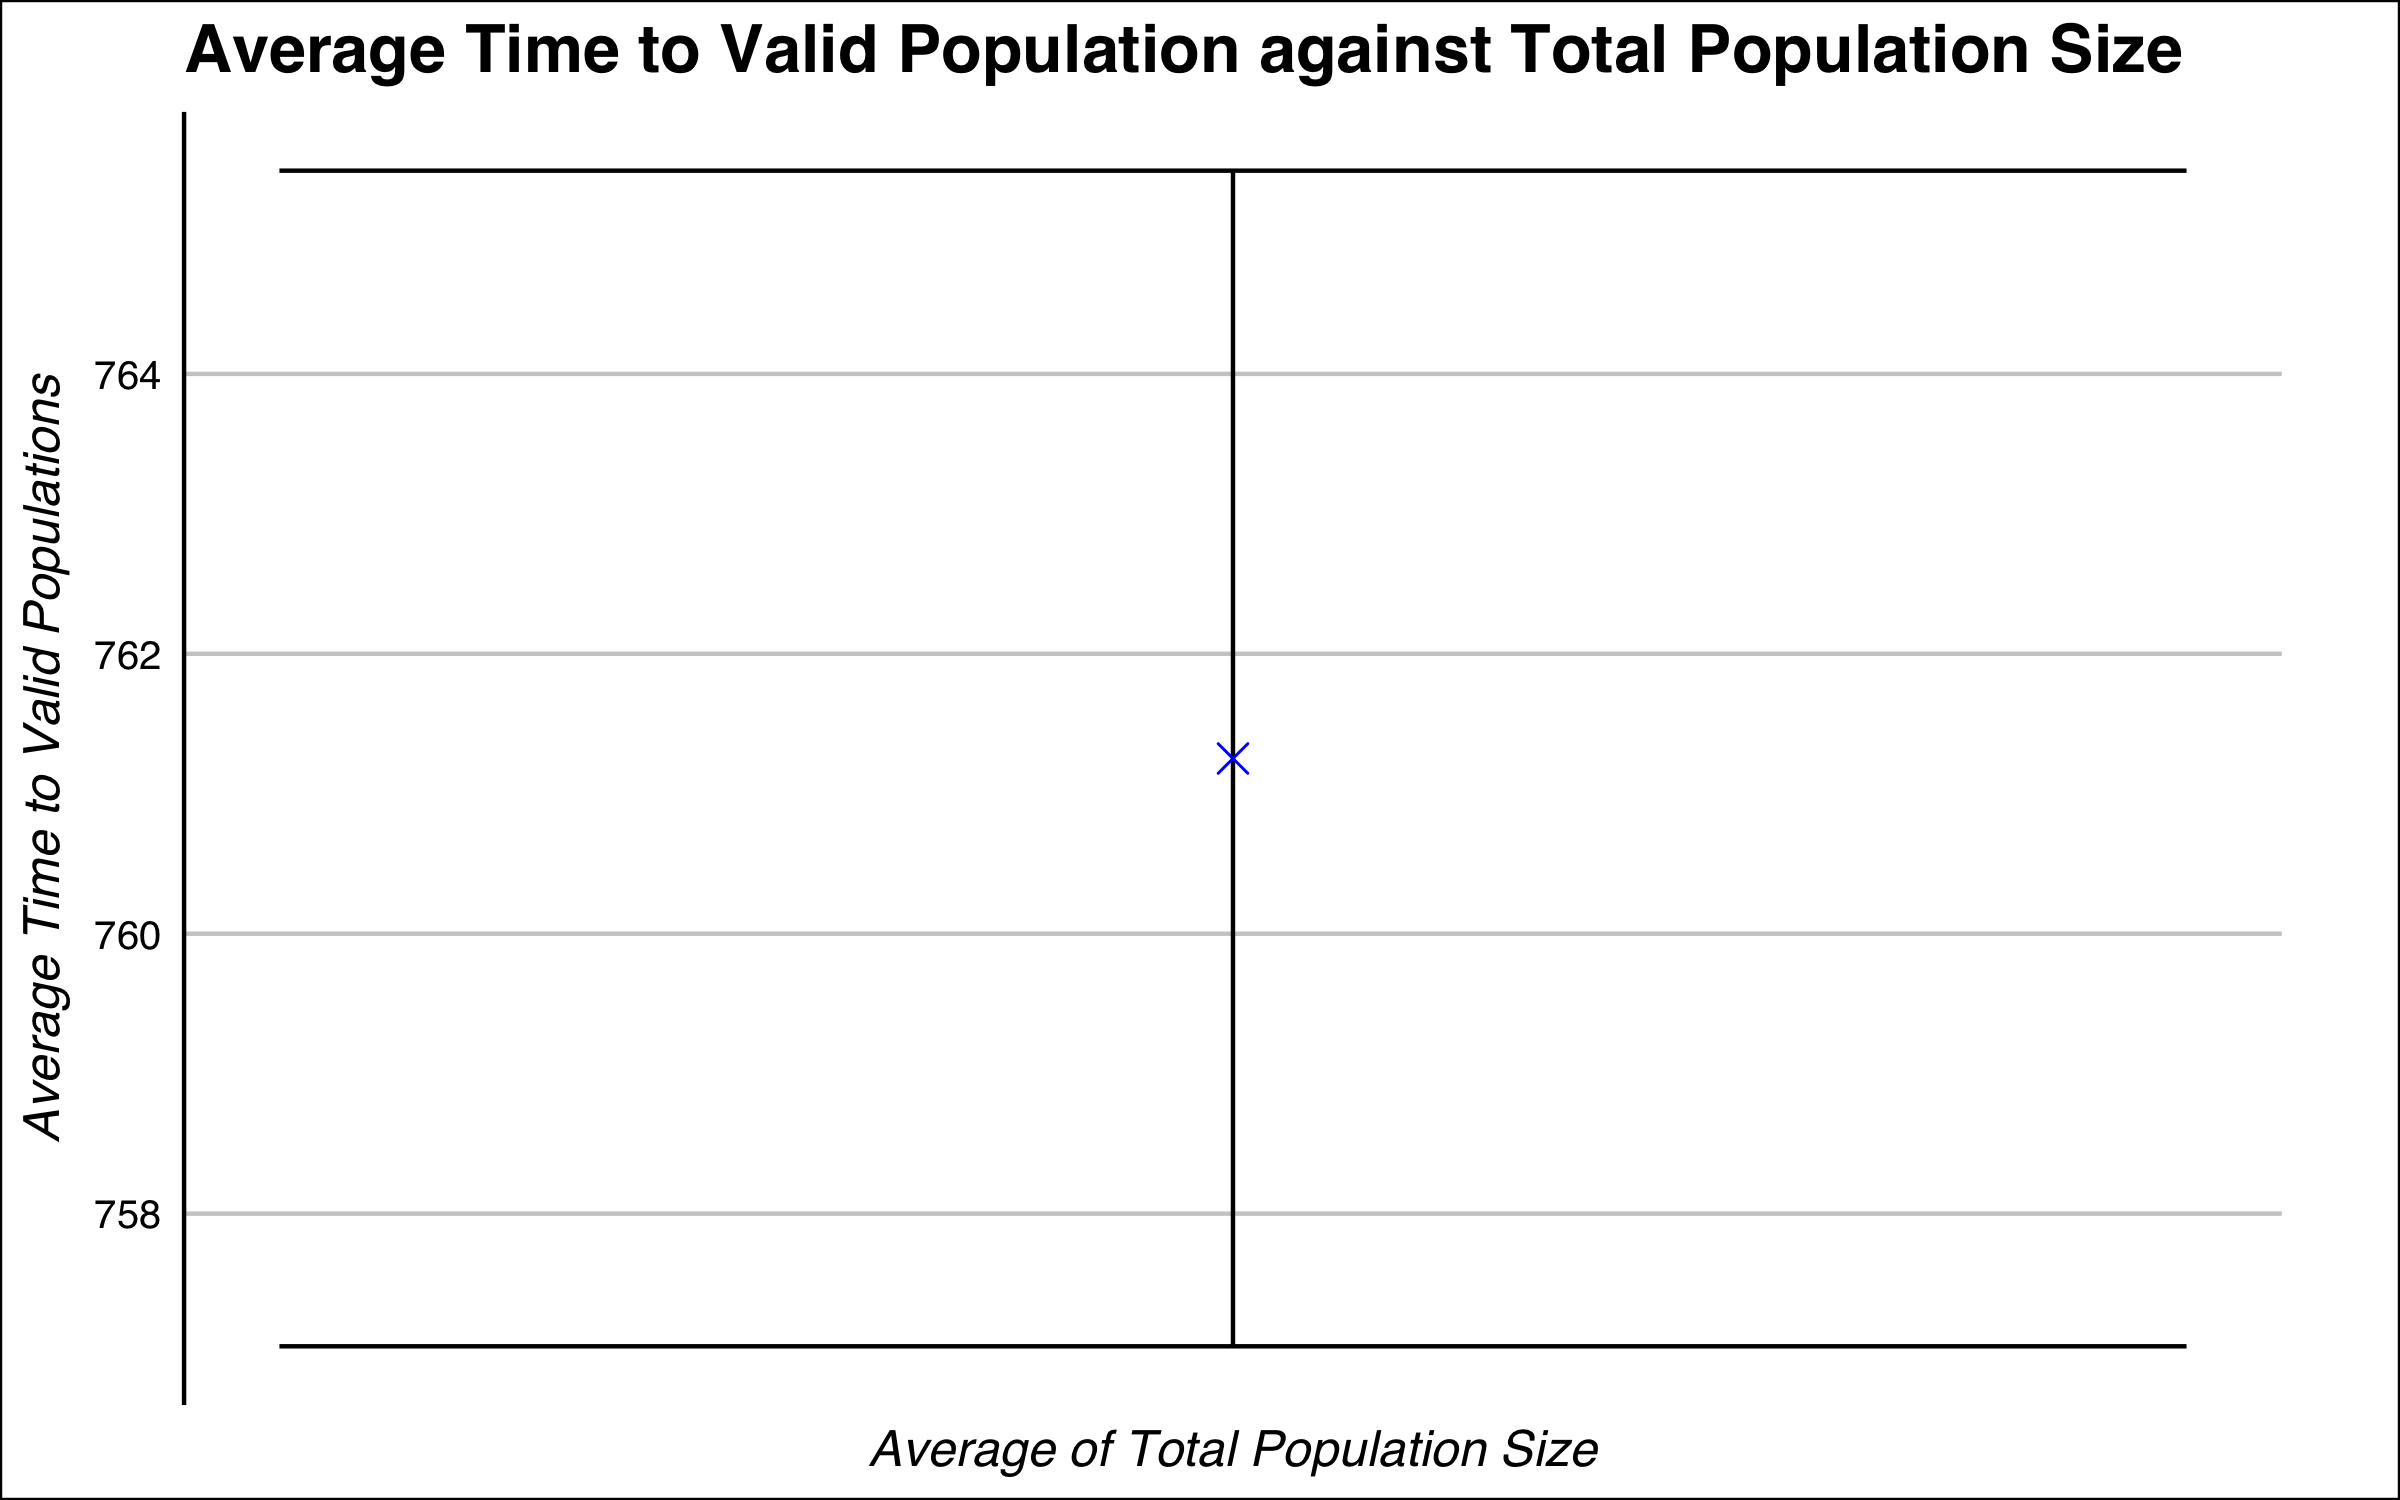 Average Time to Valid Population against Total Population Size
Average Time to Valid Populations
764
762
760
758
Average of Total Population Size